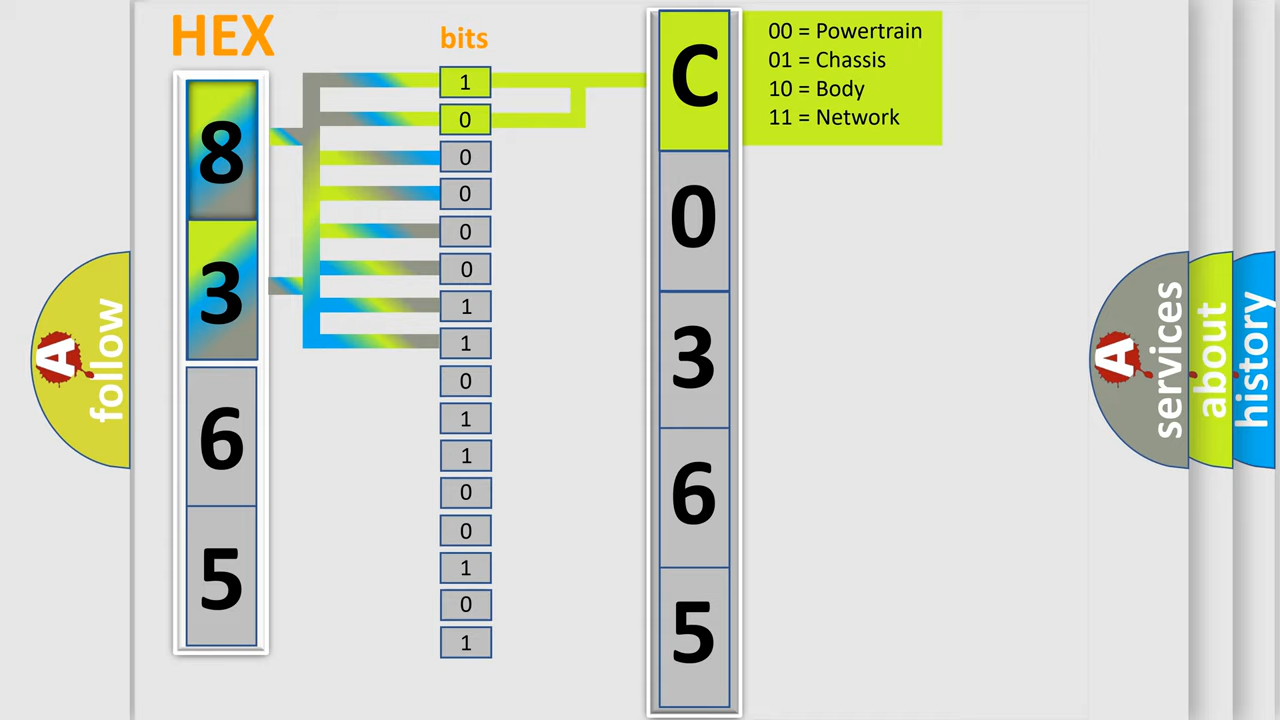 HEX
bits
8
3
6
5
1
0
0
0
0
0
1
1
0
1
1
0
0
1
0
1
C
0
3
6
5
00 = Powertrain
01 = Chassis
10 = Body
11 = Network
A
follow
A
services
about
history